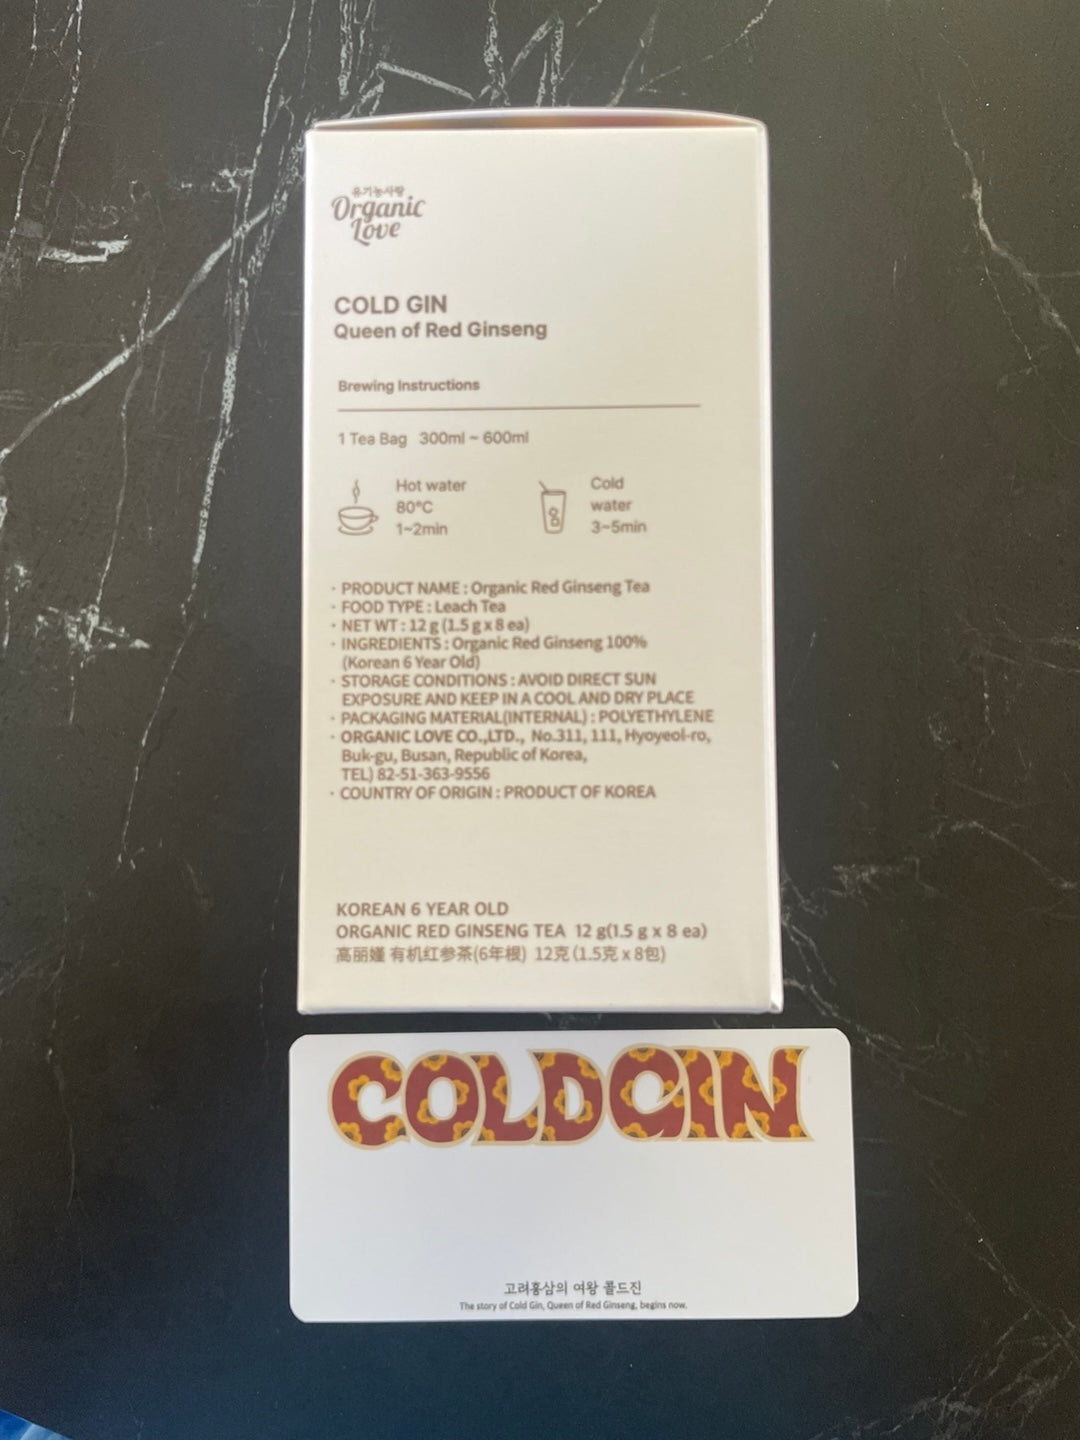 유기농사랑
Organic
Love
COLD GIN
Queen of Red Ginseng
Brewing Instructions
1 Tea Bag 300ml ~ 600ml
Hot water
80°C
1~2min
Cold
water
3~5min
· PRODUCT NAME : Organic Red Ginseng Tea
· FOOD TYPE : Leach Tea
· NET WT : 12 g (1.5 g x 8 ea)
· INGREDIENTS : Organic Red Ginseng 100%
(Korean 6 Year Old)
· STORAGE CONDITIONS : AVOID DIRECT SUN
EXPOSURE AND KEEP IN A COOL AND DRY PLACE
· PACKAGING MATERIAL(INTERNAL) : POLYETHYLENE
· ORGANIC LOVE CO.,LTD., No.311, 111, Hyoyeol-ro,
Buk-gu, Busan, Republic of Korea,
TEL) 82-51-363-9556
· COUNTRY OF ORIGIN : PRODUCT OF KOREA
KOREAN 6 YEAR OLD
ORGANIC RED GINSENG TEA 12 g(1.5 g x 8 ea)
高丽瑾 有机红参茶(6年根) 12克 (1.5克 x 8包)
COLDGIN
고려홍삼의 여왕 콜드진
The story of Cold Gin, Queen of Red Ginseng, begins now.